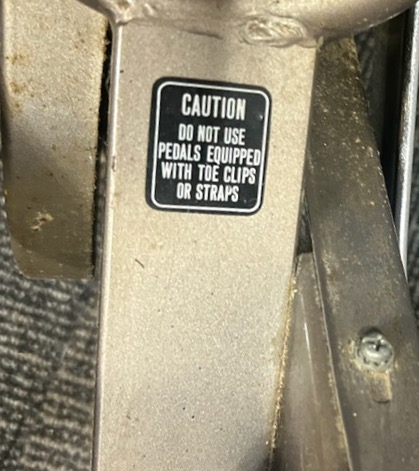 CAUTION
DO NOT USE
PEDALS EQUIPPED
WITH TOE CLIPS
OR STRAPS